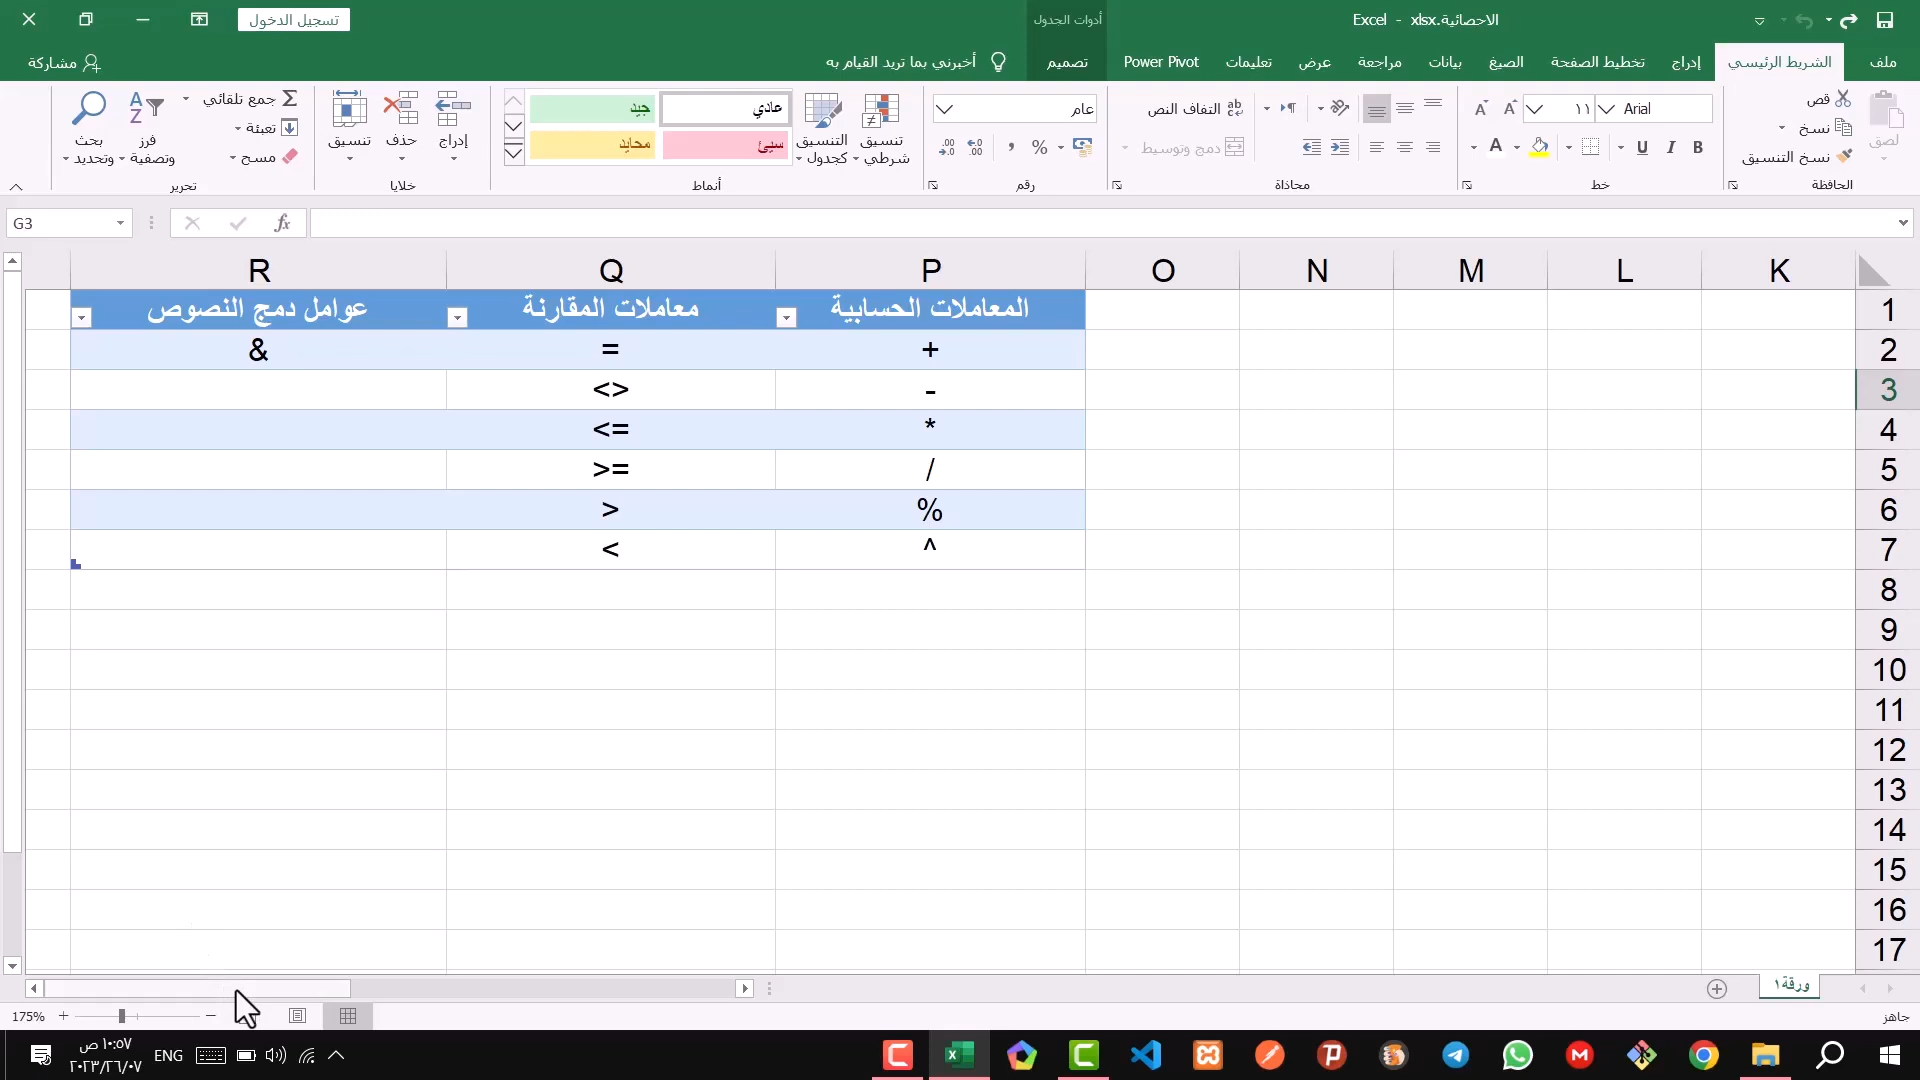 الاحصائية.xlsx - Excel
أدوات الجدول
تسجيل الدخول
ملف
الشريط الرئيسي
إدراج
تخطيط الصفحة
الصيغ
بيانات
مراجعة
عرض
تعليمات
Power Pivot
تصميم
أخبرني بما تريد القيام به
مشاركة
لصق
قص
نسخ
نسخ التنسيق
الحافظة
Arial
١١
B I U
خط
التفاف النص
دمج وتوسيط
محاذاة
عام
رقم
تنسيق شرطي
التنسيق كجدول
عادي
جيد
سيئ
محايد
أنماط
إدراج
حذف
تنسيق
خلايا
جمع تلقائي
تعبئة
مسح
فرز وتصفية
بحث وتحديد
تحرير
G3
fx
K L M N O P Q R
1 المعاملات الحسابية معاملات المقارنة عوامل دمج النصوص
2 + = &
3 - <>
4 * <=
5 / >=
6 % >
7 ^ <
8
9
10
11
12
13
14
15
16
17
ورقة١
جاهز
175%
ENG
١٠:٥٧ ص
٢٠٢٣/٢٦/٠٧